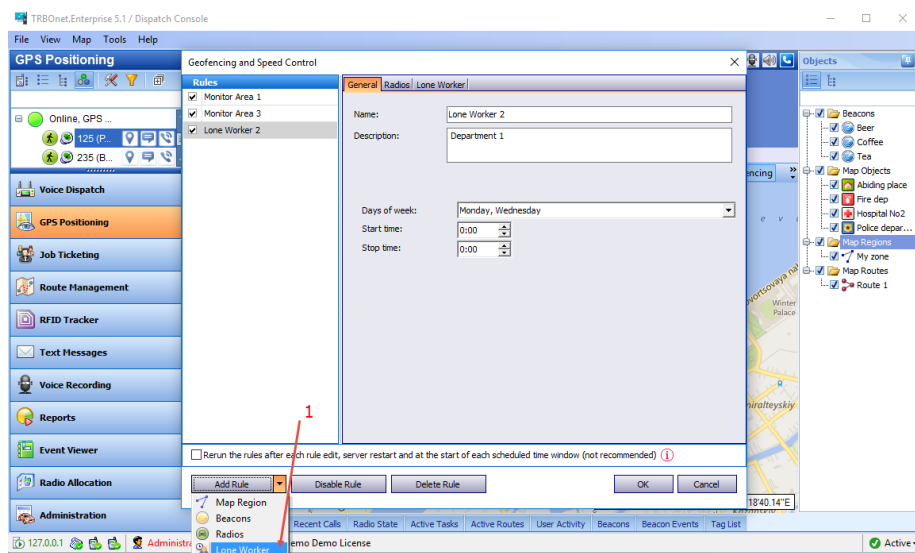 TRBOnet.Enterprise 5.1 / Dispatch Console
File View Map Tools Help
GPS Positioning
Online, GPS ...
125 (P...
235 (B...
Voice Dispatch
GPS Positioning
Job Ticketing
Route Management
RFID Tracker
Text Messages
Voice Recording
Reports
Event Viewer
Radio Allocation
Administration
Geofencing and Speed Control
Rules
Monitor Area 1
Monitor Area 3
Lone Worker 2
General Radios Lone Worker
Name: Lone Worker 2
Description: Department 1
Days of week: Monday, Wednesday
Start time: 0:00
Stop time: 0:00
1
Rerun the rules after each rule edit, server restart and at the start of each scheduled time window (not recommended)
Add Rule Disable Rule Delete Rule OK Cancel
Map Region
Beacons
Radios
Lone Worker
encing
Winter
Palace
18'40.14"E
Recent Calls Radio State Active Tasks Active Routes User Activity Beacons Beacon Events Tag List
Objects
Beacons
Beer
Coffee
Tea
Map Objects
Abiding place
Fire dep
Hospital No2
Police depar...
Map Regions
My zone
Map Routes
Route 1
127.0.0.1 Administra emo Demo License Active